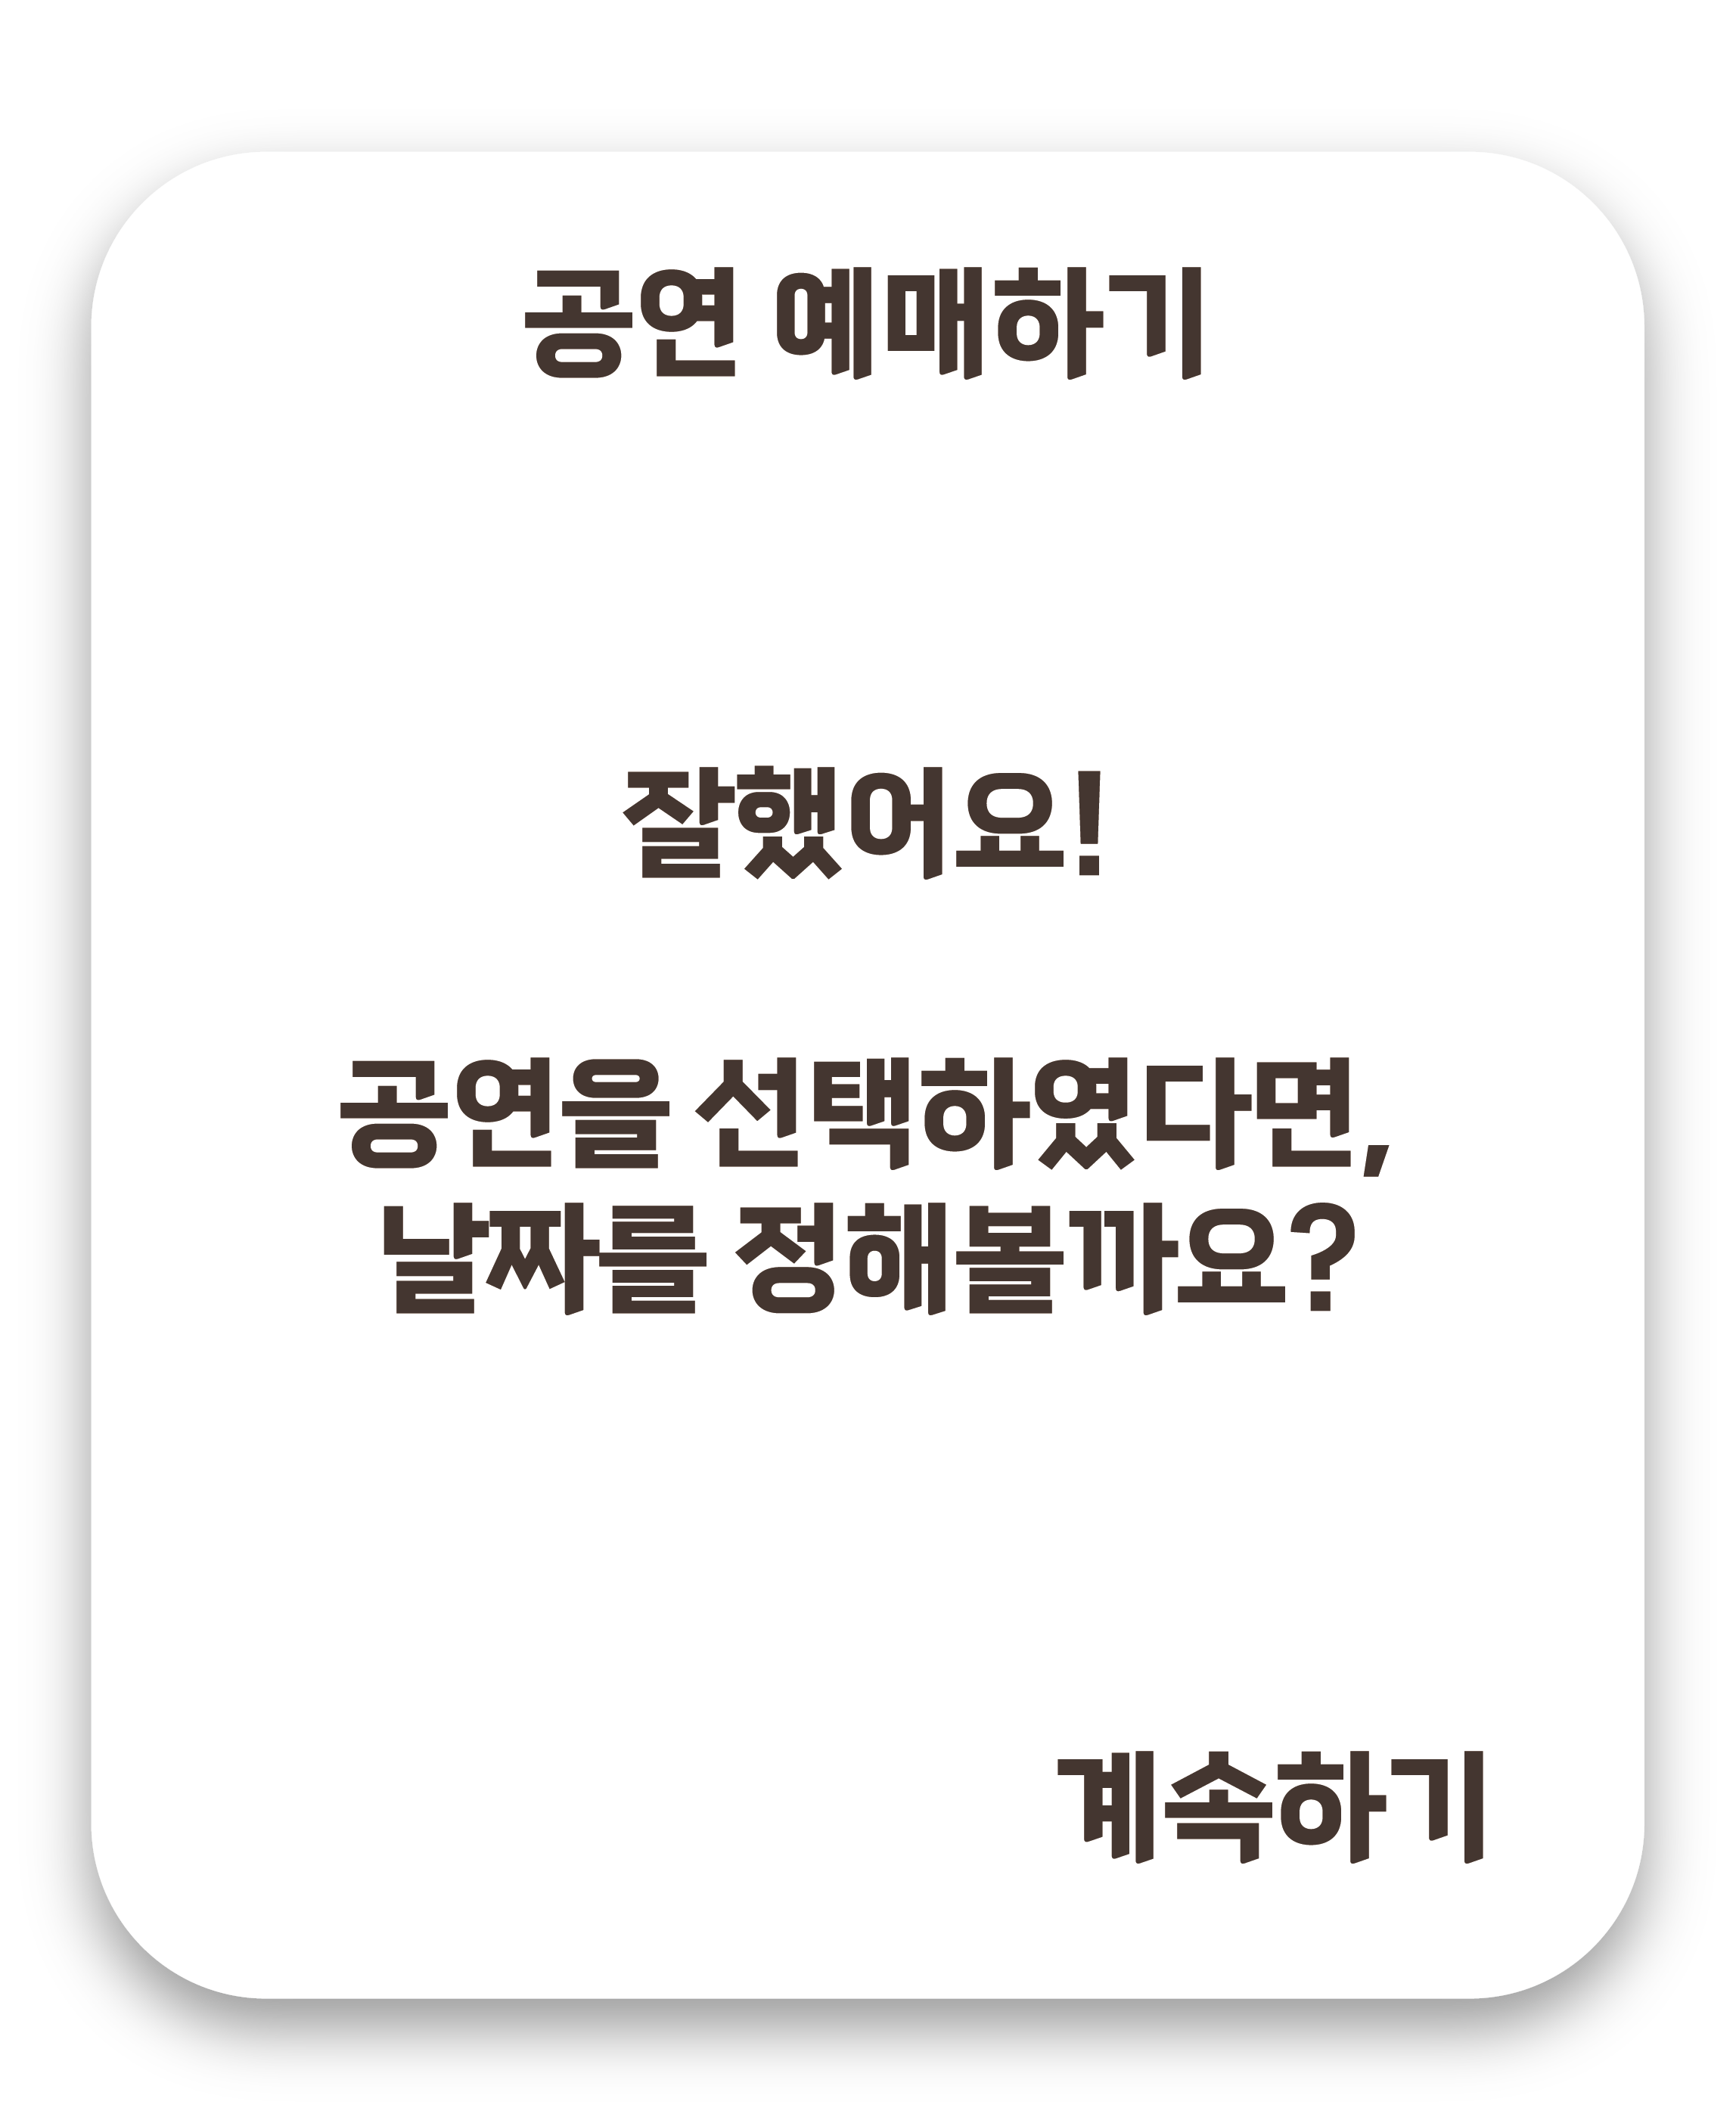 공연 예매하기
잘했어요!
공연을 선택하였다면,
날짜를 정해볼까요?
계속하기